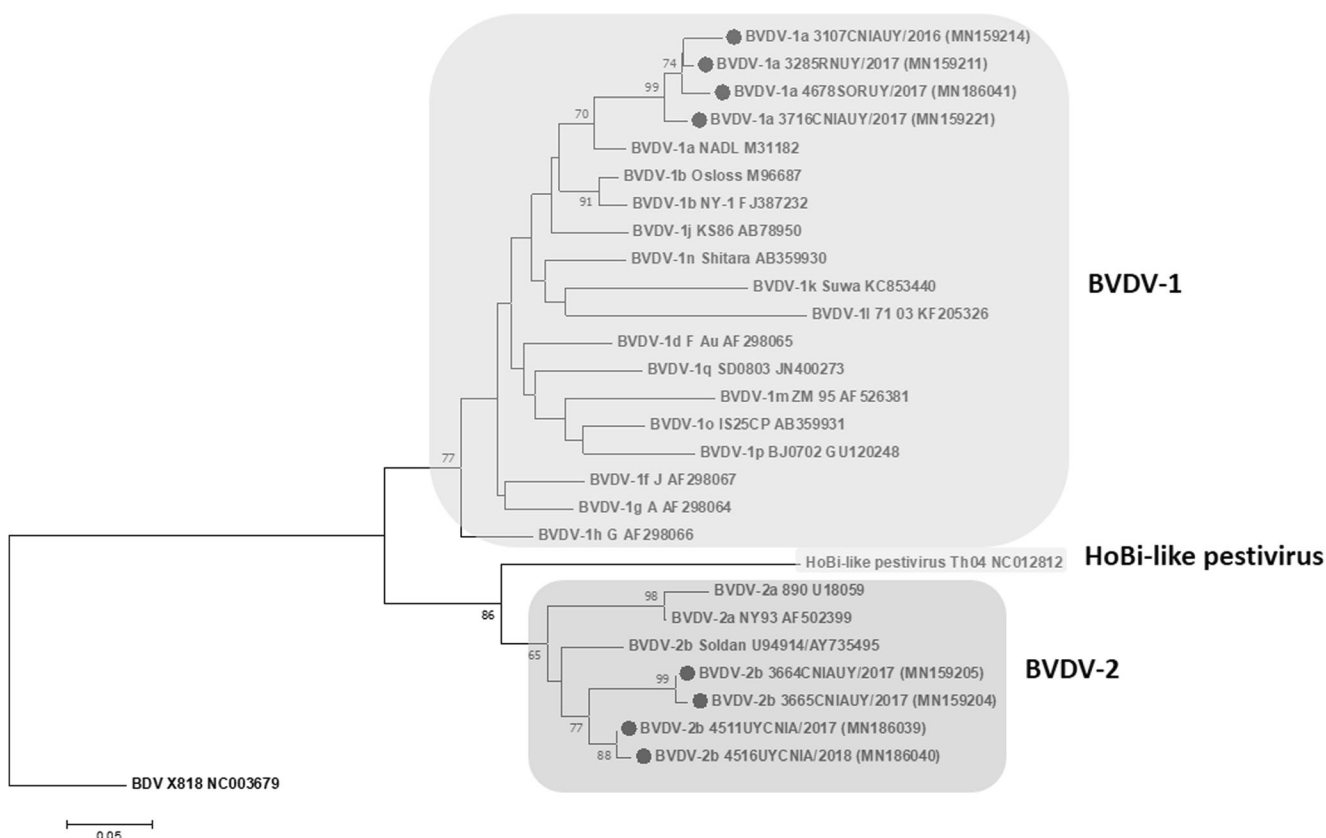 BVDV-1a 3107CNIAUY/2016 (MN159214)
74
BVDV-1a 3285RNUY/2017 (MN159211)
99
BVDV-1a 4678SORUY/2017 (MN186041)
70
BVDV-1a 3716CNIAUY/2017 (MN159221)
BVDV-1a NADL M31182
BVDV-1b Osloss M96687
91
BVDV-1b NY-1 FJ387232
BVDV-1j KS86 AB78950
BVDV-1n Shitara AB359930
BVDV-1
BVDV-1k Suwa KC853440
BVDV-1l 71 03 KF205326
BVDV-1d F Au AF298065
BVDV-1q SD0803 JN400273
BVDV-1m ZM 95 AF526381
BVDV-1o IS25CP AB359931
BVDV-1p BJ0702 GU120248
77
BVDV-1f J AF298067
BVDV-1g A AF298064
BVDV-1h G AF298066
HoBi-like pestivirus Th04 NC012812
HoBi-like pestivirus
BVDV-2a 890 U18059
98
86
BVDV-2a NY93 AF502399
65
BVDV-2b Soldan U94914/AY735495
BVDV-2
99
BVDV-2b 3664CNIAUY/2017 (MN159205)
BVDV-2b 3665CNIAUY/2017 (MN159204)
77
BVDV-2b 4511UYCNIA/2017 (MN186039)
88
BVDV-2b 4516UYCNIA/2018 (MN186040)
BDV X818 NC003679
0.05